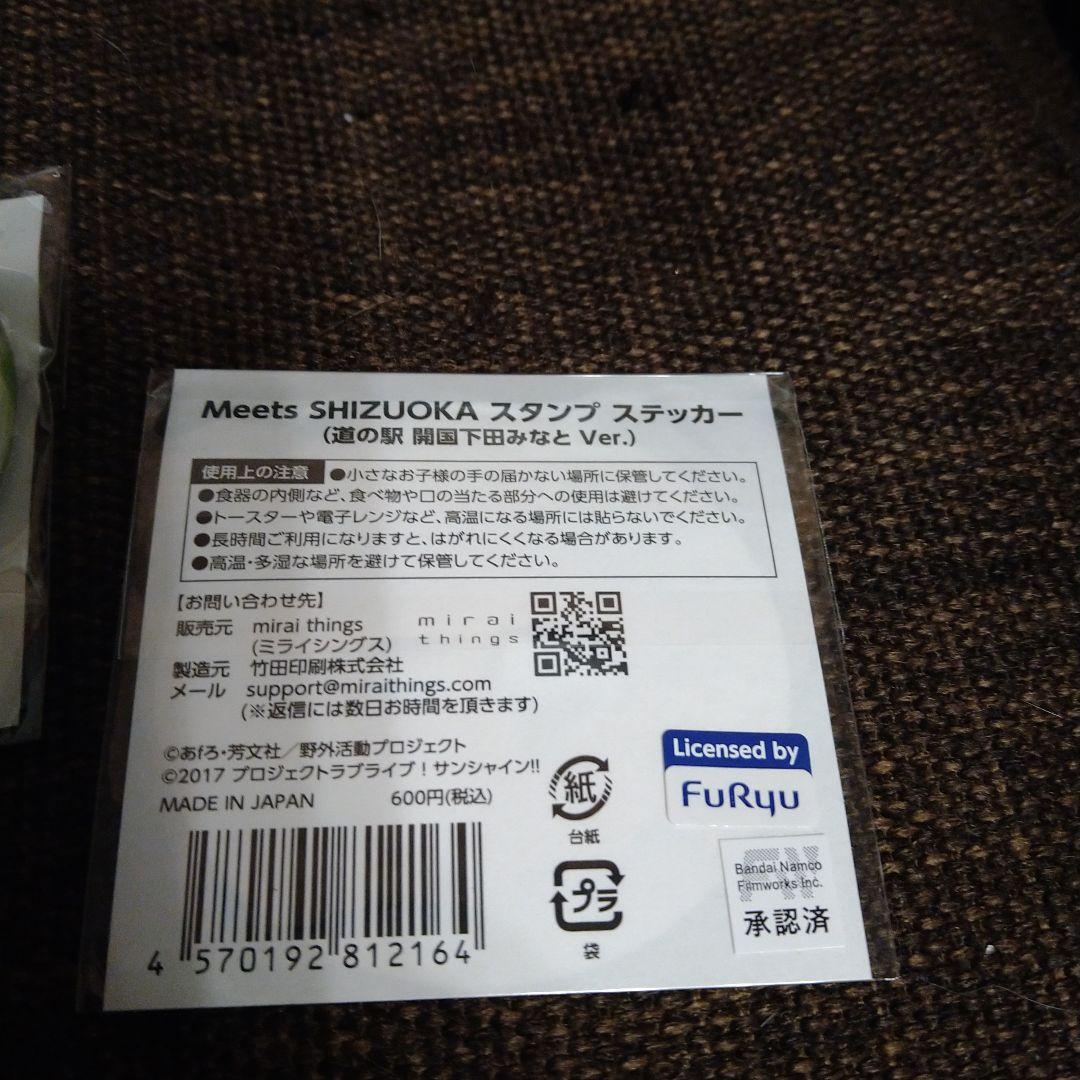 Meets SHIZUOKA スタンプ ステッカー
（道の駅 開国下田みなと Ver.）
使用上の注意 ●小さなお子様の手の届かない場所に保管してください。
●食器の内側など、食べ物や口の当たる部分への使用は避けてください。
●トースターや電子レンジなど、高温になる場所には貼らないでください。
●長時間ご利用になりますと、はがれにくくなる場合があります。
●高温・多湿な場所を避けて保管してください。
【お問い合わせ先】
販売元 mirai things
（ミライシングス）
mirai
things
製造元 竹田印刷株式会社
メール support@miraithings.com
（※返信には数日お時間を頂きます）
©あfろ・芳文社／野外活動プロジェクト
©2017 プロジェクトラブライブ！サンシャイン!!
MADE IN JAPAN 600円(税込)
紙
台紙
プラ
袋
Licensed by
FuRyu
Bandai Namco
Filmworks Inc.
承認済
4 570192 812164